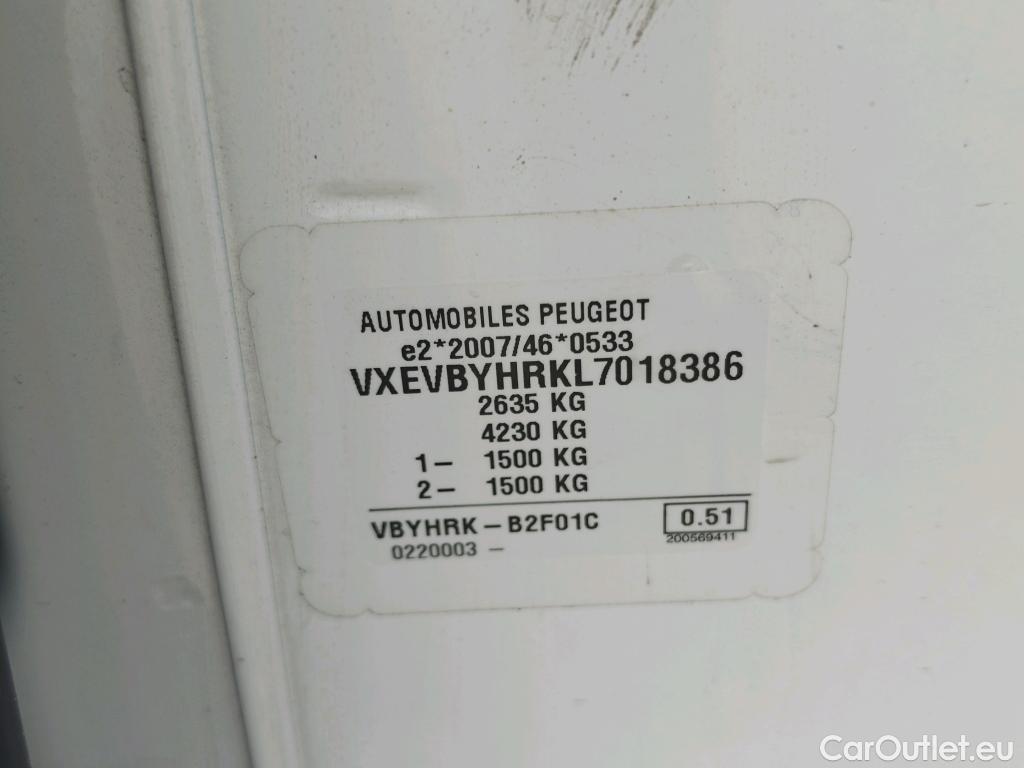 AUTOMOBILES PEUGEOT
e2*2007/46*0533
VXEVBYHRKL7018386
2635 KG
4230 KG
1- 1500 KG
2- 1500 KG
VBYHRK-B2F01C 0.51
200569411
0220003 -
CarOutlet.eu